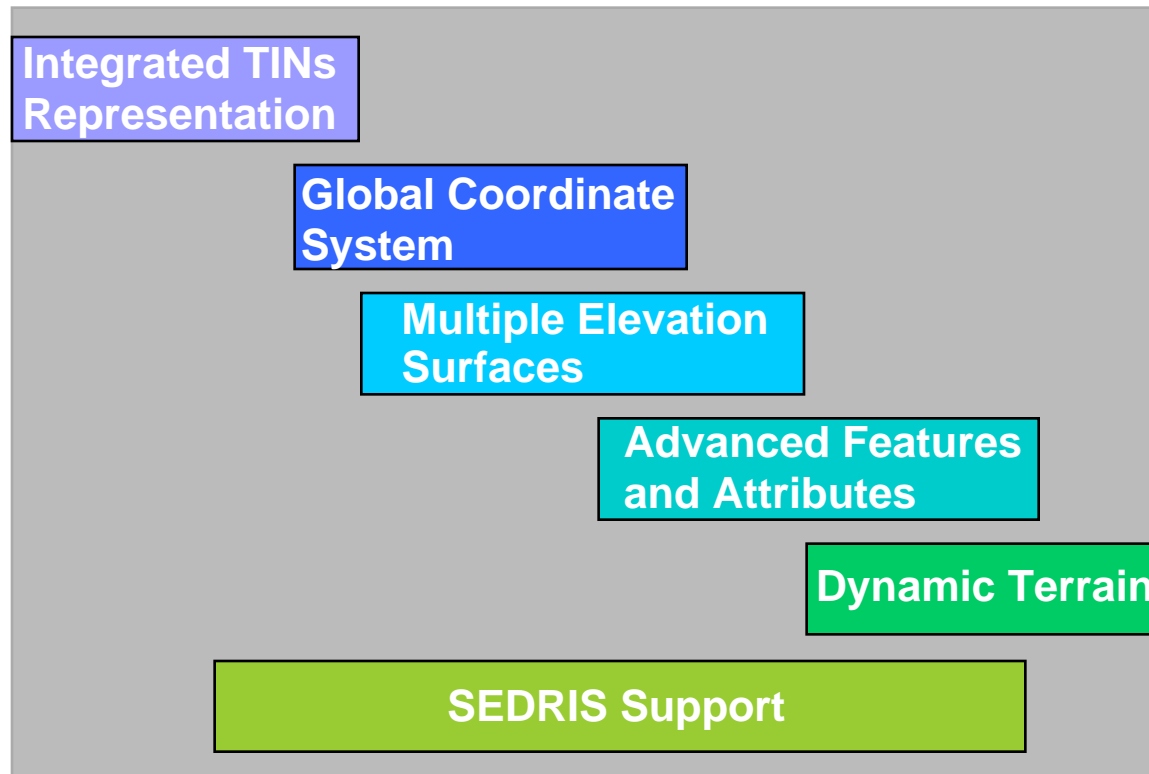 Integrated TINs
Representation
Global Coordinate
System
Multiple Elevation
Surfaces
Advanced Features
and Attributes
Dynamic Terrain
SEDRIS Support